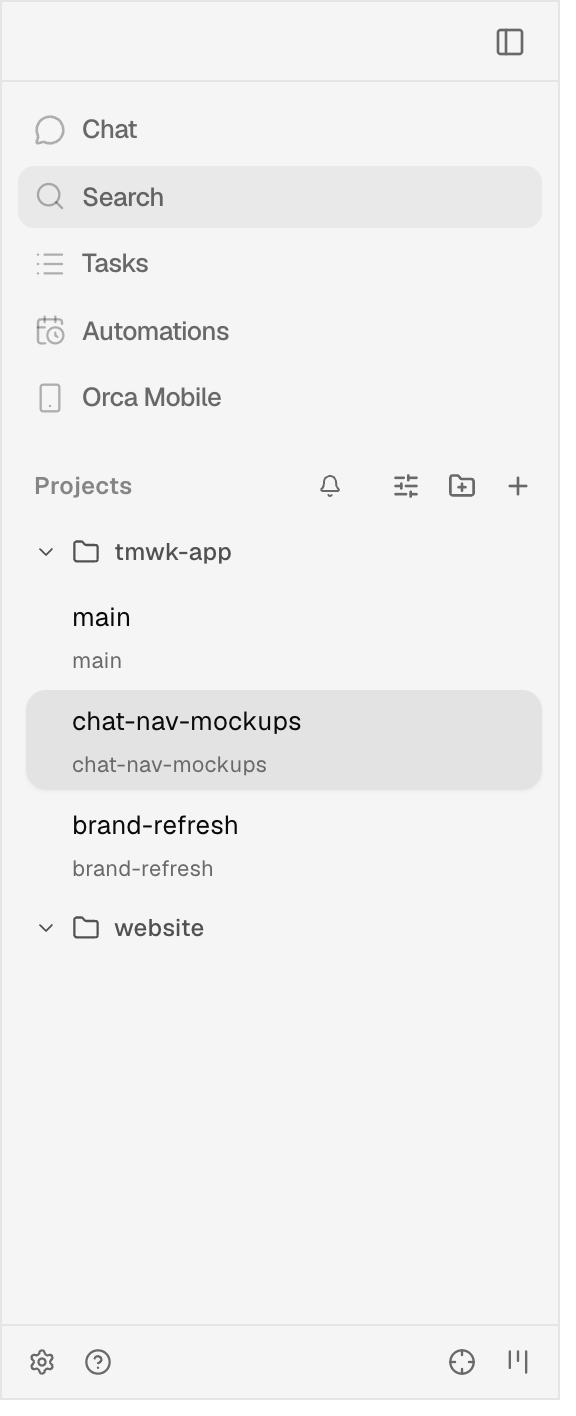 Chat
Search
Tasks
Automations
Orca Mobile
Projects
tmwk-app
main
main
chat-nav-mockups
chat-nav-mockups
brand-refresh
brand-refresh
website